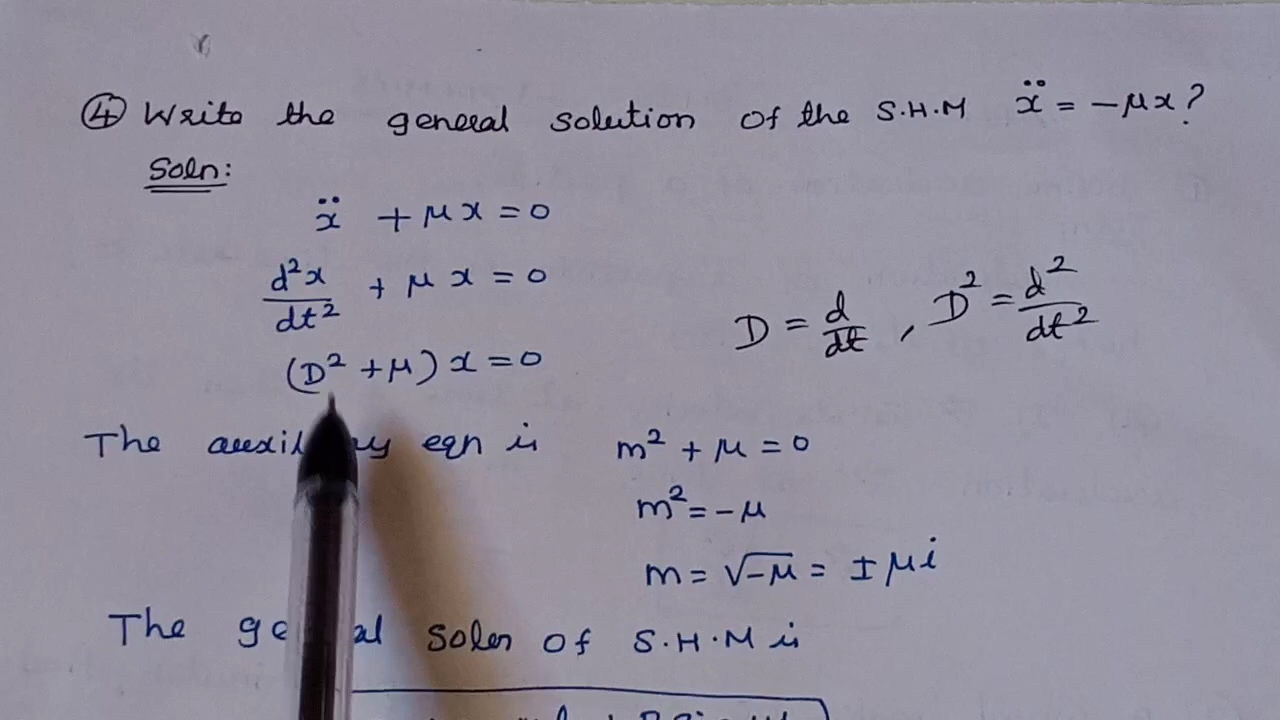 ④ Write the general solution of the S.H.M ẍ = -μx?
Soln:
ẍ + μx = 0
d²x/dt² + μx = 0
D = d/dt , D² = d²/dt²
(D² + μ) x = 0
The eqn is m² + μ = 0
m² = -μ
m = √-μ = ± μi
The soln of S.H.M is